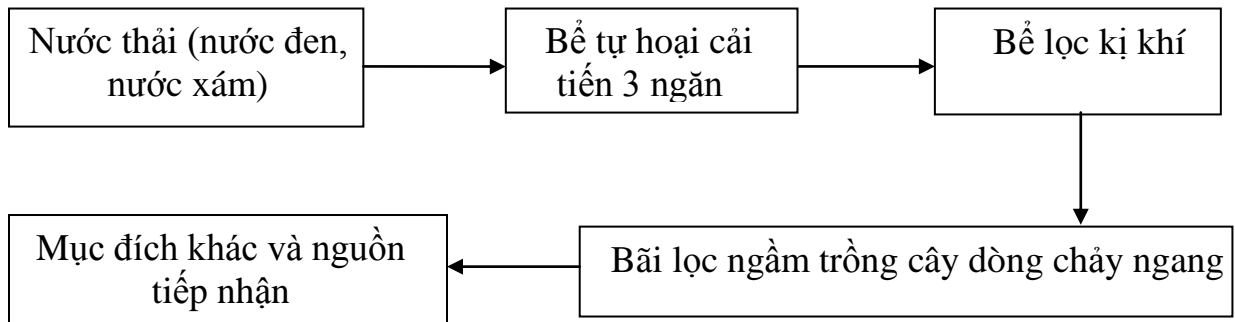 Nước thải (nước đen,
nước xám)
Bể tự hoại cải
tiến 3 ngăn
Bể lọc kị khí
Bãi lọc ngầm trồng cây dòng chảy ngang
Mục đích khác và nguồn
tiếp nhận